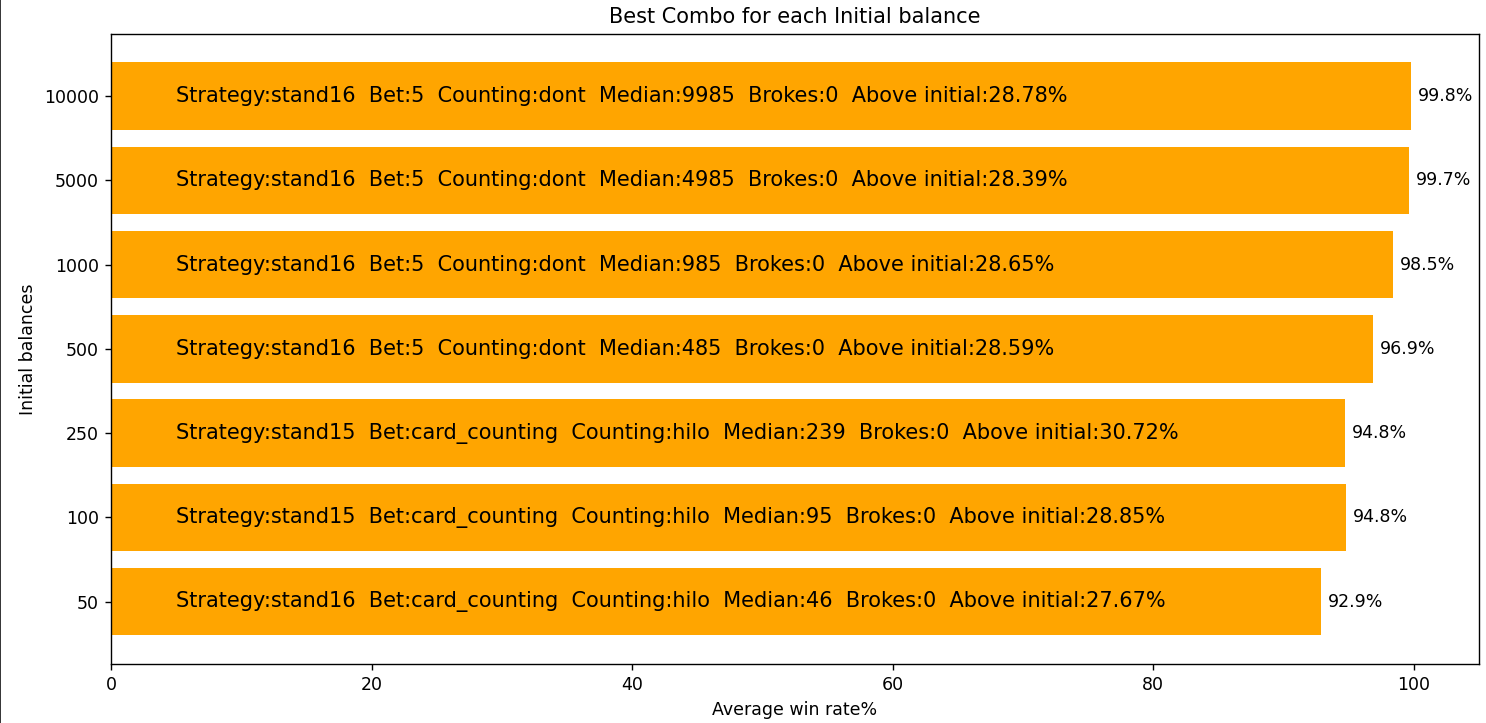 Best Combo for each Initial balance
10000 Strategy:stand16 Bet:5 Counting:dont Median:9985 Brokes:0 Above initial:28.78% 99.8%
5000 Strategy:stand16 Bet:5 Counting:dont Median:4985 Brokes:0 Above initial:28.39% 99.7%
1000 Strategy:stand16 Bet:5 Counting:dont Median:985 Brokes:0 Above initial:28.65% 98.5%
500 Strategy:stand16 Bet:5 Counting:dont Median:485 Brokes:0 Above initial:28.59% 96.9%
250 Strategy:stand15 Bet:card_counting Counting:hilo Median:239 Brokes:0 Above initial:30.72% 94.8%
100 Strategy:stand15 Bet:card_counting Counting:hilo Median:95 Brokes:0 Above initial:28.85% 94.8%
50 Strategy:stand16 Bet:card_counting Counting:hilo Median:46 Brokes:0 Above initial:27.67% 92.9%
Initial balances
0 20 40 60 80 100
Average win rate%